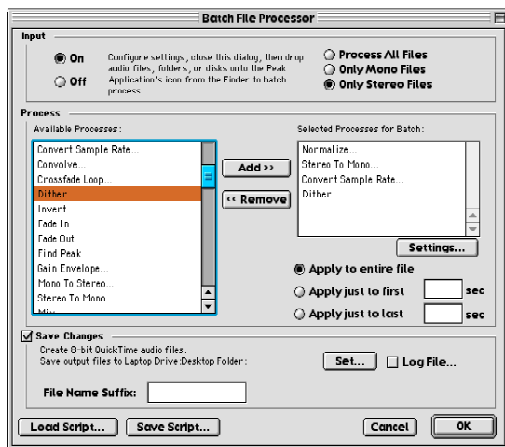 Batch File Processor
Input
On
Configure settings, close this dialog, then drop
audio files, folders, or disks onto the Peak
Application's icon from the Finder to batch
process.
Off
Process All Files
Only Mono Files
Only Stereo Files
Process
Available Processes:
Convert Sample Rate...
Convolve...
Crossfade Loop...
Dither
Invert
Fade In
Fade Out
Find Peak
Gain Envelope...
Mono To Stereo...
Stereo To Mono...
Mix...
Add >>
<< Remove
Selected Processes for Batch:
Normalize...
Stereo To Mono...
Convert Sample Rate...
Dither
Settings...
Apply to entire file
Apply just to first sec
Apply just to last sec
Save Changes
Create 8-bit QuickTime audio files.
Save output files to Laptop Drive:Desktop Folder:
Set...
Log File...
File Name Suffix:
Load Script...
Save Script...
Cancel
OK